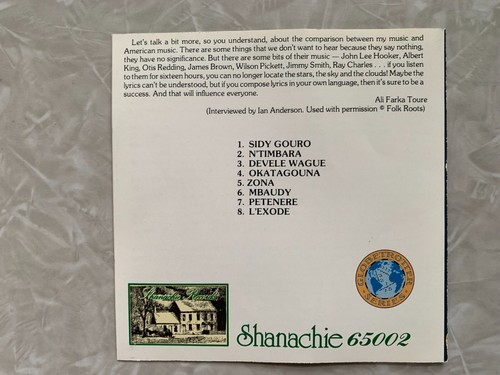 Let's talk a bit more, so you understand, about the comparison between my music and
American music. There are some things that we don't want to hear because they say nothing,
they have no significance. But there are some bits of their music — John Lee Hooker, Albert
King, Otis Redding, James Brown, Wilson Pickett, Jimmy Smith, Ray Charles . . . if you listen
to them for sixteen hours, you can no longer locate the stars, the sky and the clouds! Maybe the
lyrics can't be understood, but if you compose lyrics in your own language, then it's sure to be a
success. And that will influence everyone.
Ali Farka Toure
(Interviewed by Ian Anderson. Used with permission © Folk Roots)
1. SIDY GOURO
2. N'TIMBARA
3. DEVELE WAGUE
4. OKATAGOUNA
5. ZONA
6. MBAUDY
7. PETENERE
8. L'EXODE
GLOBETROTTER
SERIES
Shanachie Records
Shanachie 65002